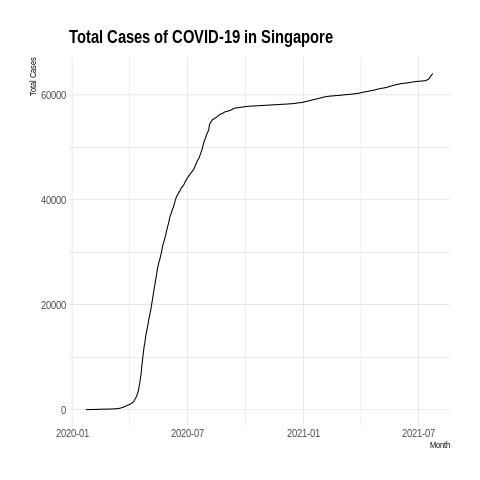 Total Cases of COVID-19 in Singapore
Total Cases
60000
40000
20000
0
2020-01 2020-07 2021-01 2021-07
Month